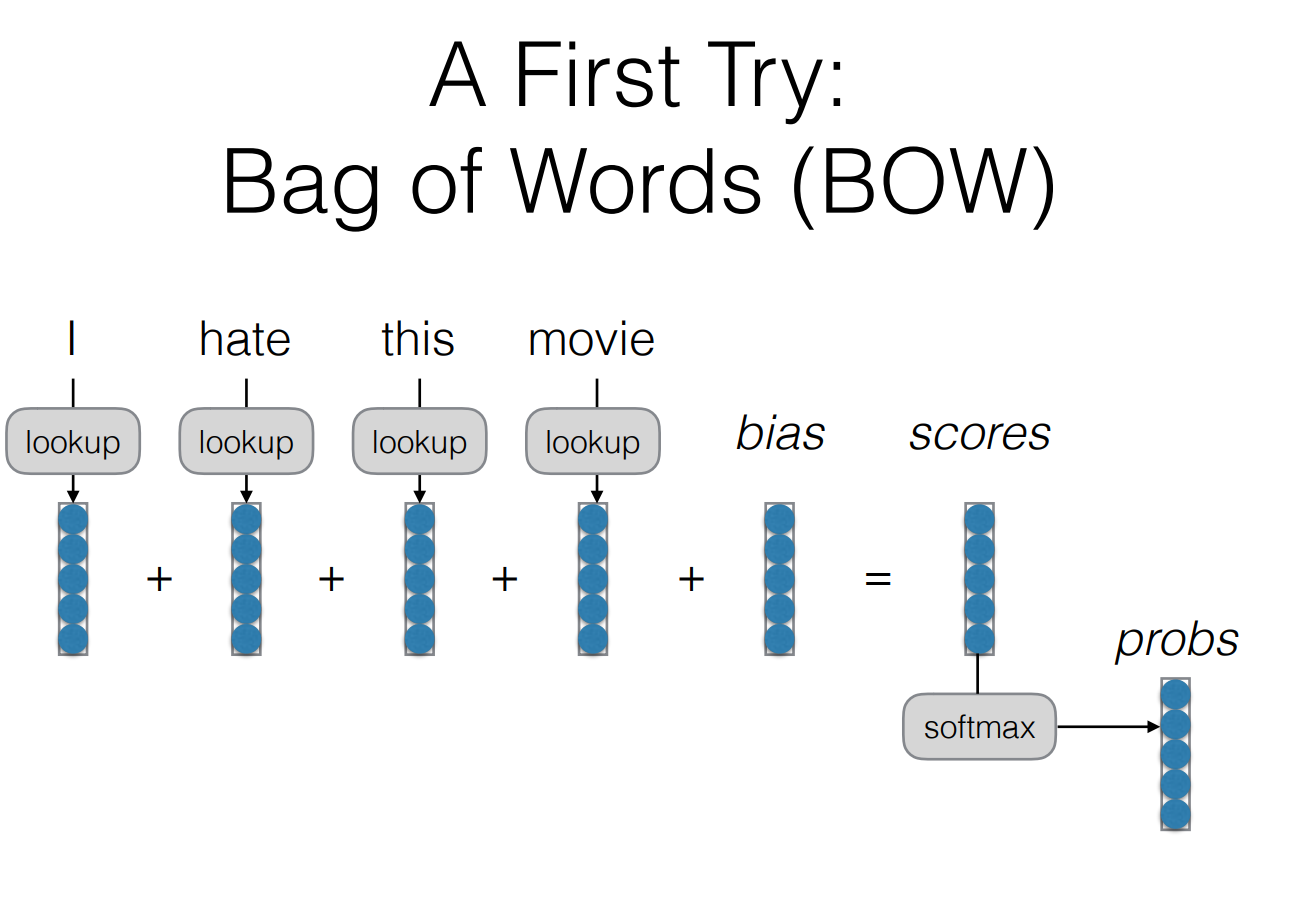 A First Try:
Bag of Words (BOW)
I hate this movie
lookup lookup lookup lookup bias scores
+ + + + =
probs
softmax